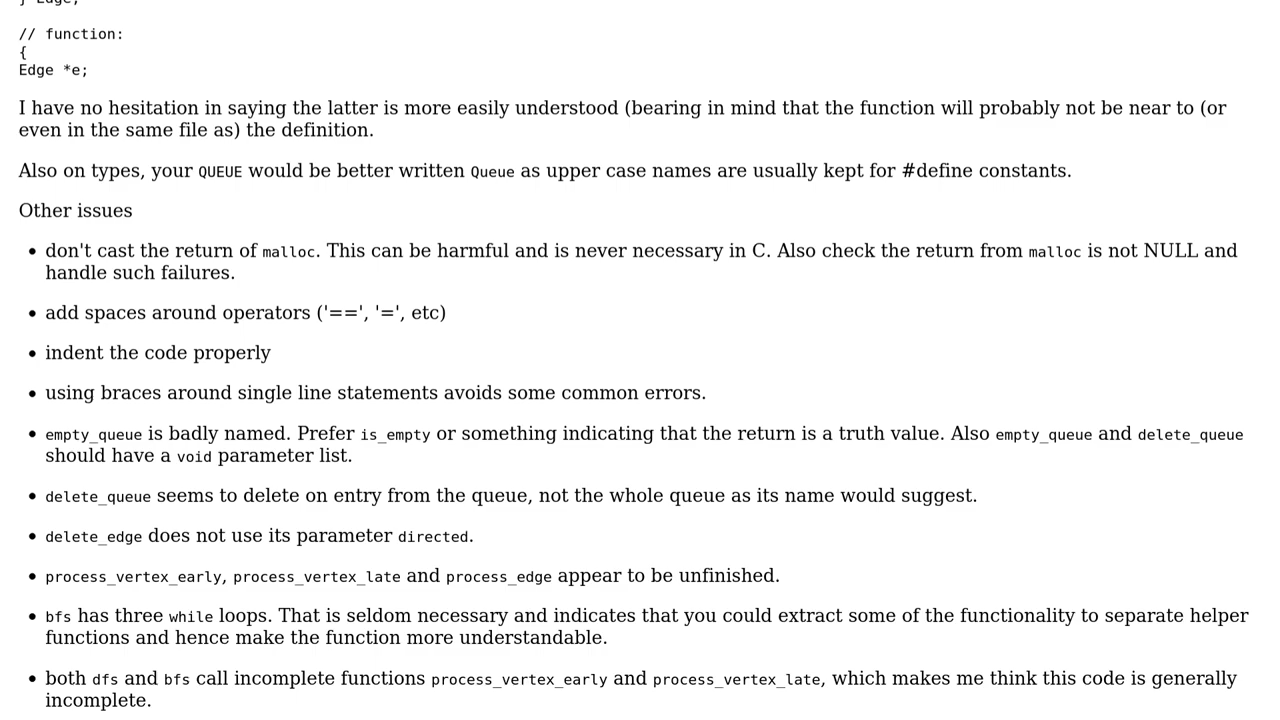 } Edge;
// function:
{
Edge *e;
I have no hesitation in saying the latter is more easily understood (bearing in mind that the function will probably not be near to (or
even in the same file as) the definition.
Also on types, your QUEUE would be better written Queue as upper case names are usually kept for #define constants.
Other issues
• don't cast the return of malloc. This can be harmful and is never necessary in C. Also check the return from malloc is not NULL and
handle such failures.
• add spaces around operators ('==', '=', etc)
• indent the code properly
• using braces around single line statements avoids some common errors.
• empty_queue is badly named. Prefer is_empty or something indicating that the return is a truth value. Also empty_queue and delete_queue
should have a void parameter list.
• delete_queue seems to delete on entry from the queue, not the whole queue as its name would suggest.
• delete_edge does not use its parameter directed.
• process_vertex_early, process_vertex_late and process_edge appear to be unfinished.
• bfs has three while loops. That is seldom necessary and indicates that you could extract some of the functionality to separate helper
functions and hence make the function more understandable.
• both dfs and bfs call incomplete functions process_vertex_early and process_vertex_late, which makes me think this code is generally
incomplete.